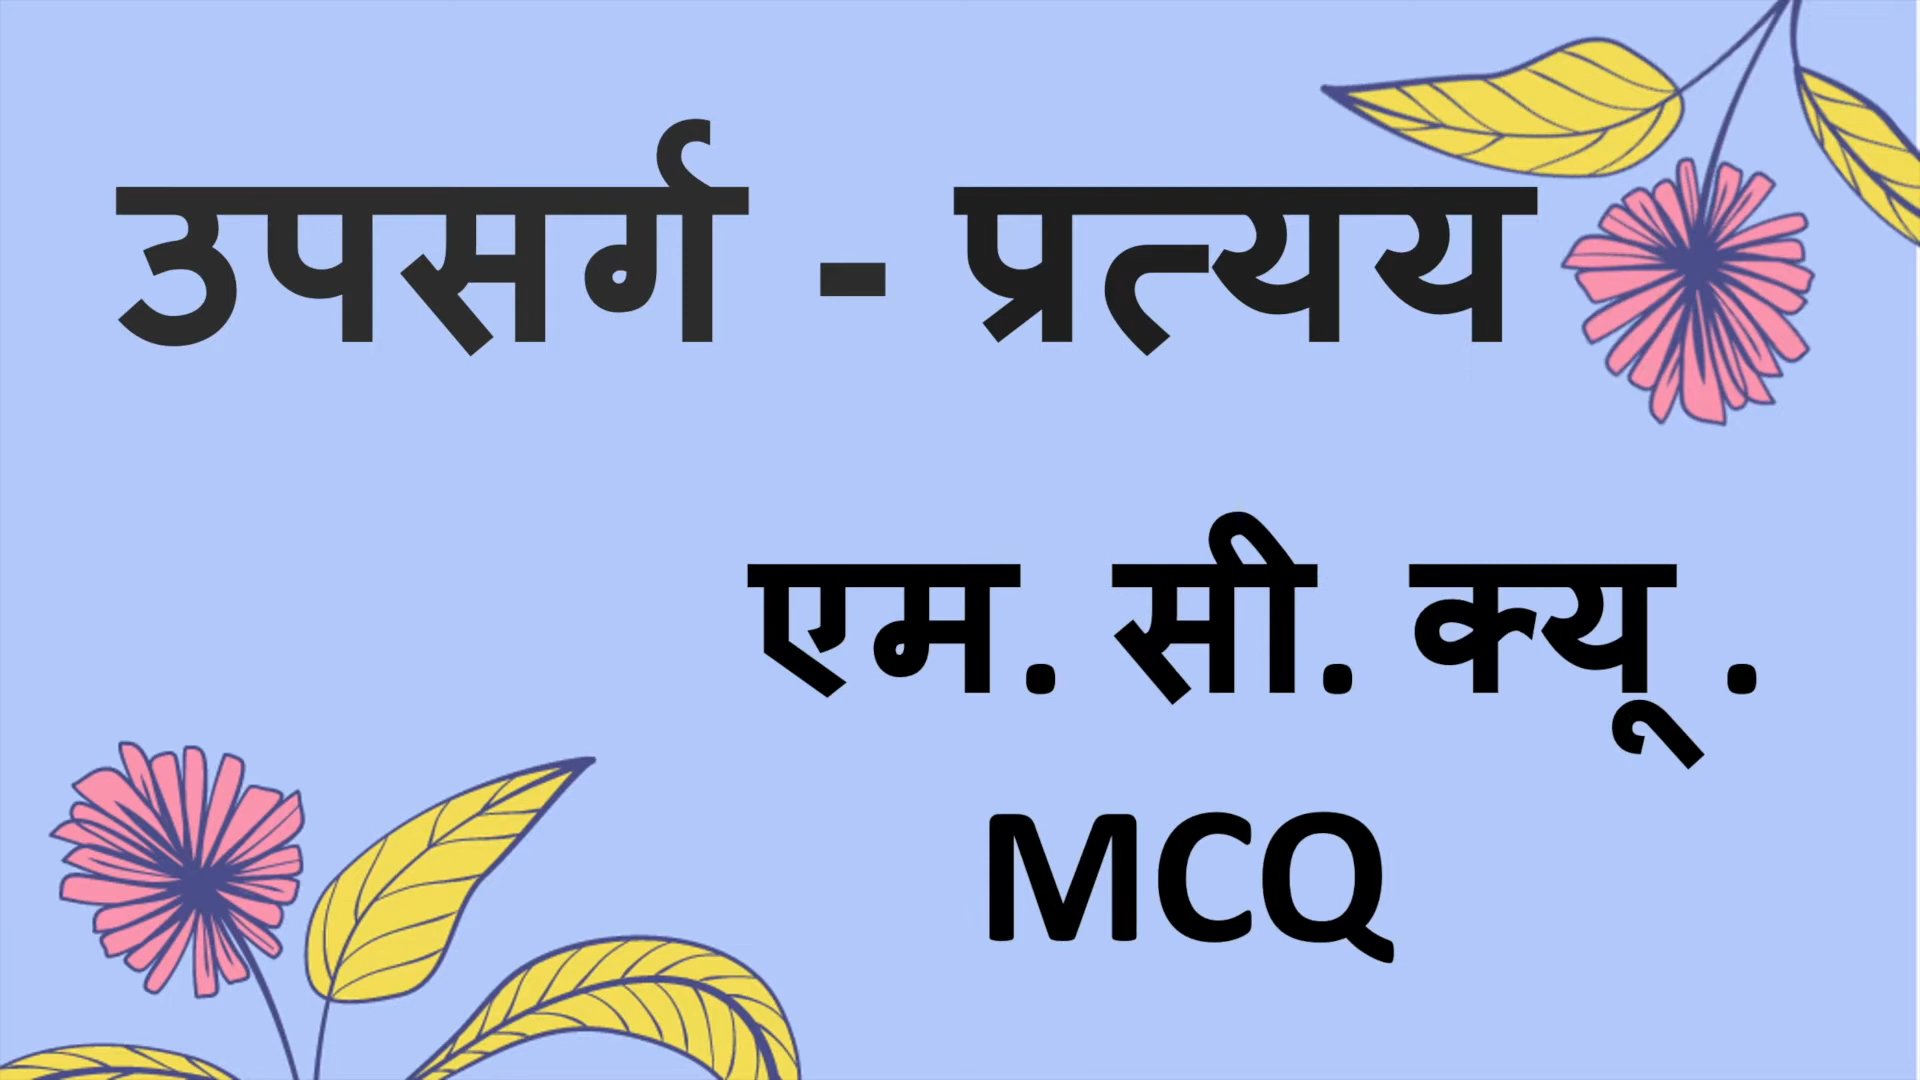 उपसर्ग - प्रत्यय
एम. सी. क्यू .
MCQ